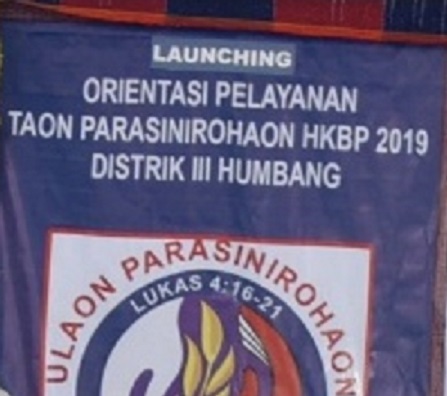 LAUNCHING
ORIENTASI PELAYANAN
TAON PARASINIROHAON HKBP 2019
DISTRIK III HUMBANG
ULAON PARASINIROHAON
LUKAS 4:16-21